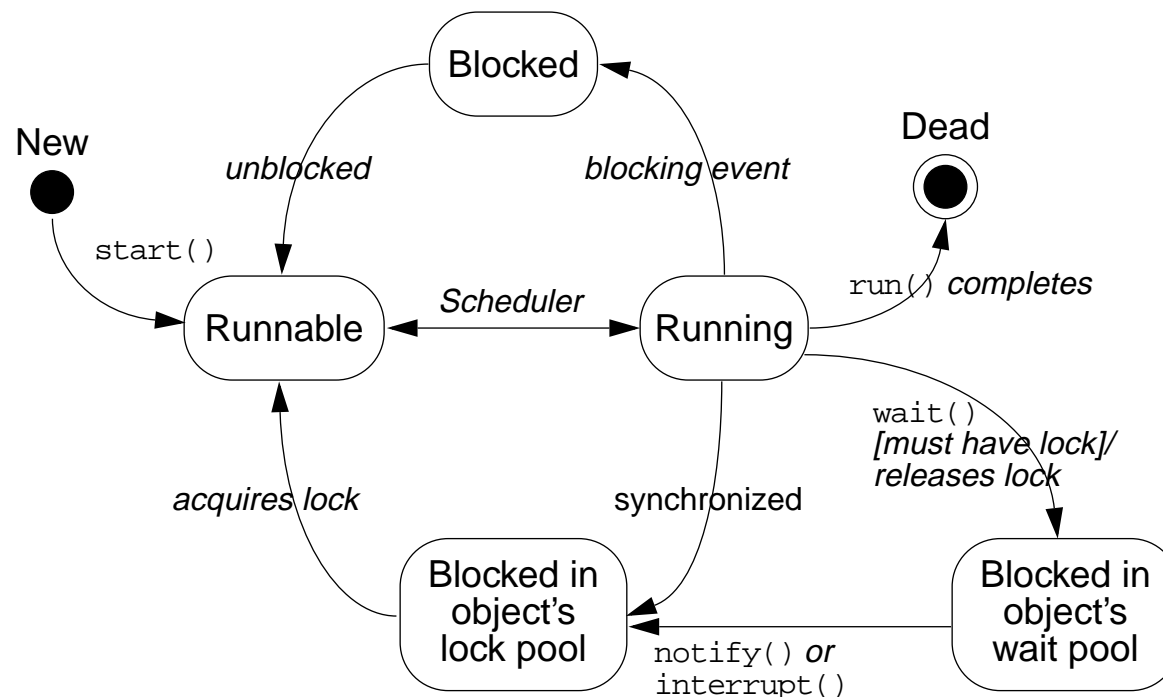 Blocked
Dead
New
unblocked
blocking event
start()
run() completes
Scheduler
Runnable
Running
wait()
[must have lock]/
releases lock
acquires lock
synchronized
Blocked in
object's
lock pool
Blocked in
object's
wait pool
notify() or
interrupt()